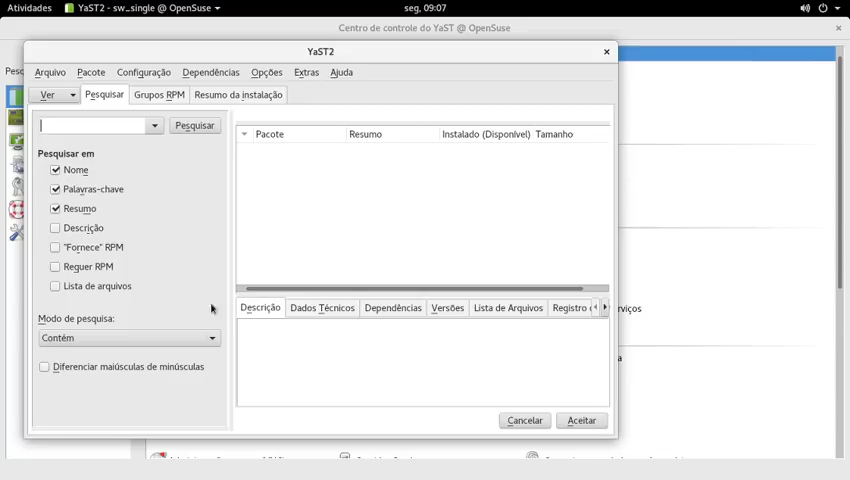 Atividades YaST2 - sw_single @ OpenSuse seg, 09:07
Centro de controle do YaST @ OpenSuse
YaST2
Arquivo Pacote Configuração Dependências Opções Extras Ajuda
Ver Pesquisar Grupos RPM Resumo da instalação
Pesquisar
Pesquisar em
Nome
Palavras-chave
Resumo
Descrição
"Fornece" RPM
Requer RPM
Lista de arquivos
Modo de pesquisa:
Contém
Diferenciar maiúsculas de minúsculas
Pacote Resumo Instalado (Disponível) Tamanho
Descrição Dados Técnicos Dependências Versões Lista de Arquivos Registro
Cancelar Aceitar